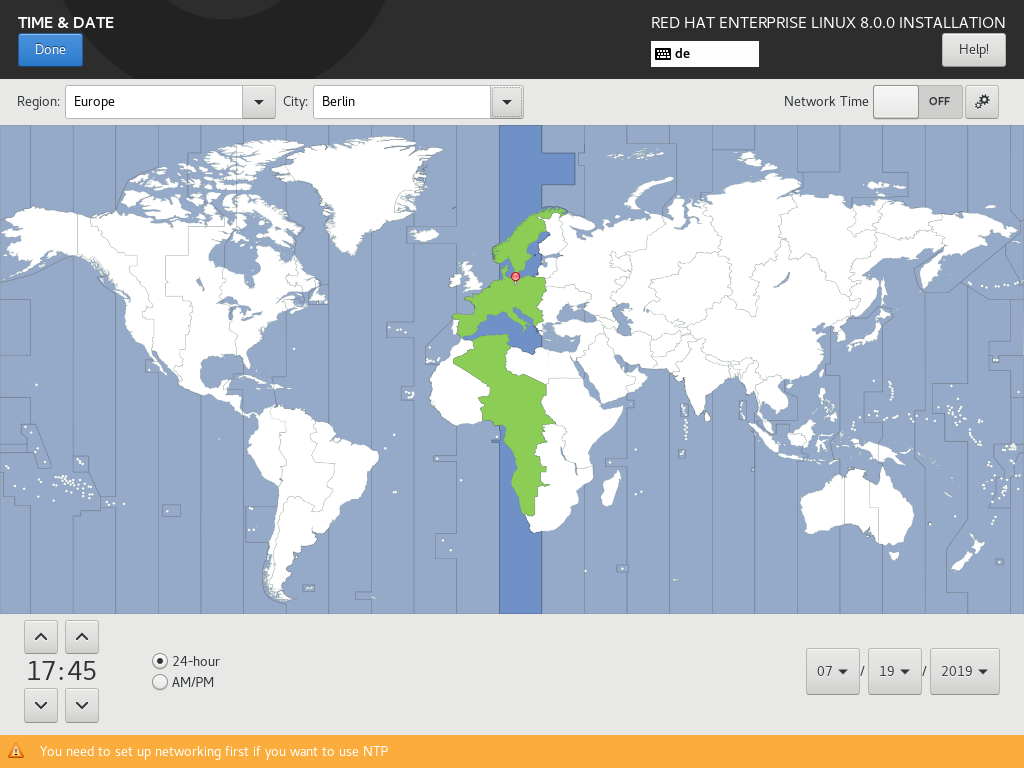 TIME & DATE
RED HAT ENTERPRISE LINUX 8.0.0 INSTALLATION
Done
de
Help!
Region:
Europe
City:
Berlin
Network Time
OFF
17:45
24-hour
AM/PM
07 / 19 / 2019
You need to set up networking first if you want to use NTP